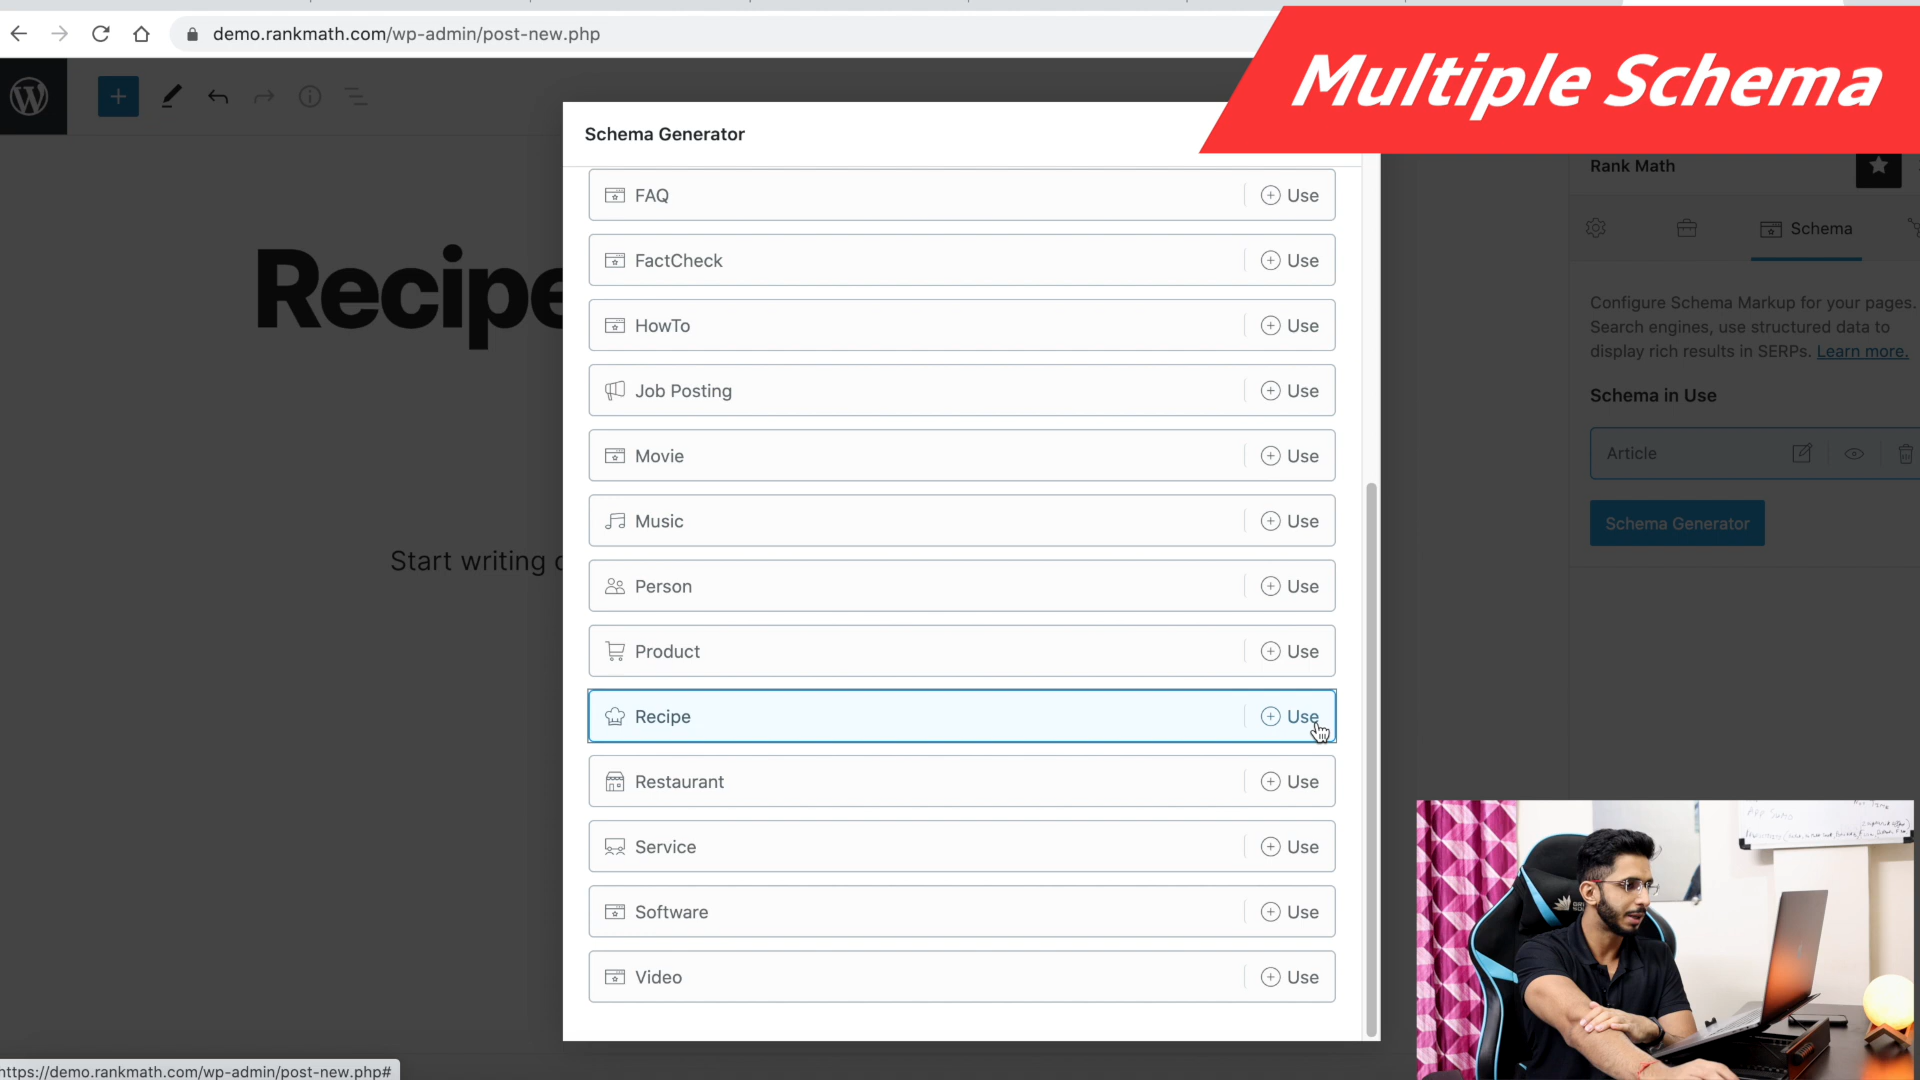 demo.rankmath.com/wp-admin/post-new.php
Multiple Schema
Schema Generator
Rank Math
FAQ
Use
Schema
FactCheck
Use
Recipe
Configure Schema Markup for your pages.
Search engines, use structured data to
display rich results in SERPs. Learn more.
HowTo
Use
Job Posting
Use
Schema in Use
Movie
Use
Article
Music
Use
Schema Generator
Start writing
Person
Use
Product
Use
Recipe
Use
Restaurant
Use
Service
Use
Software
Use
Video
Use
https://demo.rankmath.com/wp-admin/post-new.php#